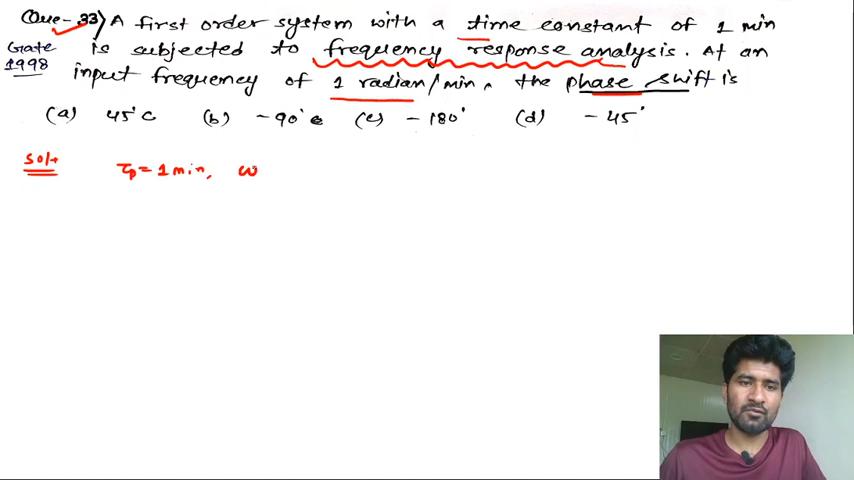 Que-33) A first order system with a time constant of 1 min
Gate 1998
is subjected to frequency response analysis. At an
input frequency of 1 radian/min, the phase shift is
(a) 45°C (b) -90° (c) -180° (d) -45°
Sol:
τp = 1 min, ω